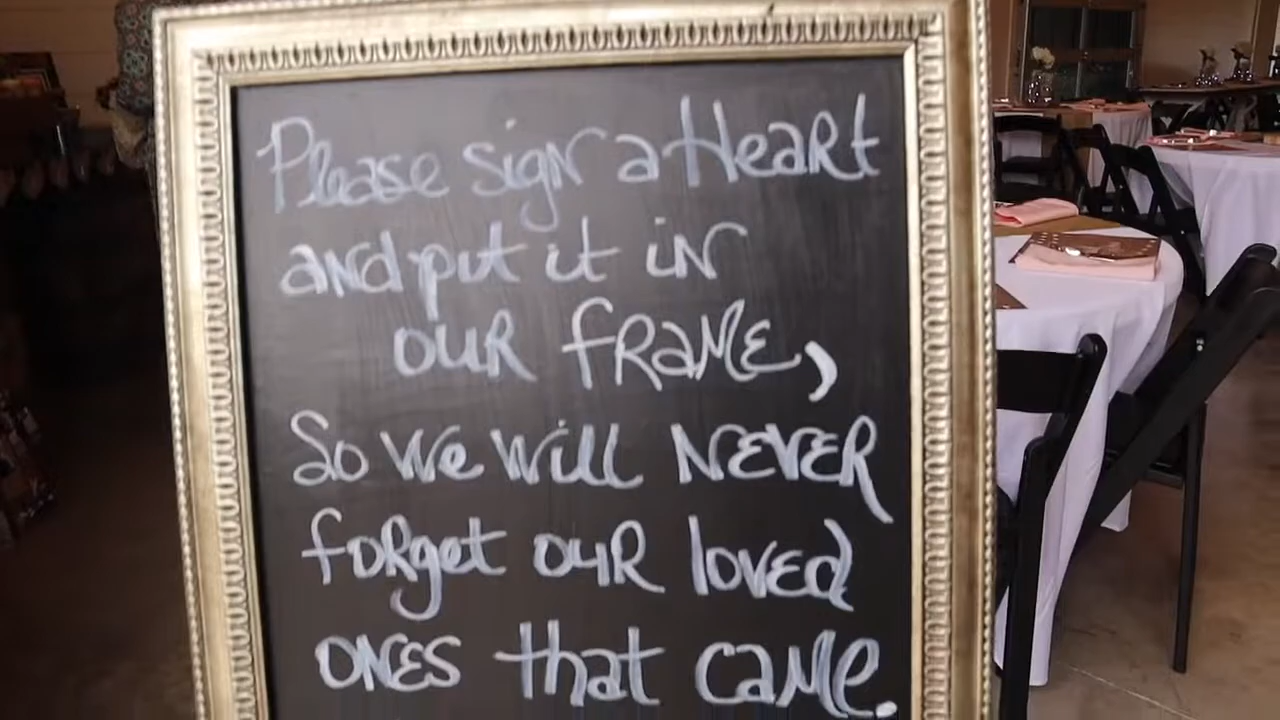 Please sign a Heart
and put it in
our frame,
So we will NEVER
forget our loved
ONES that came.